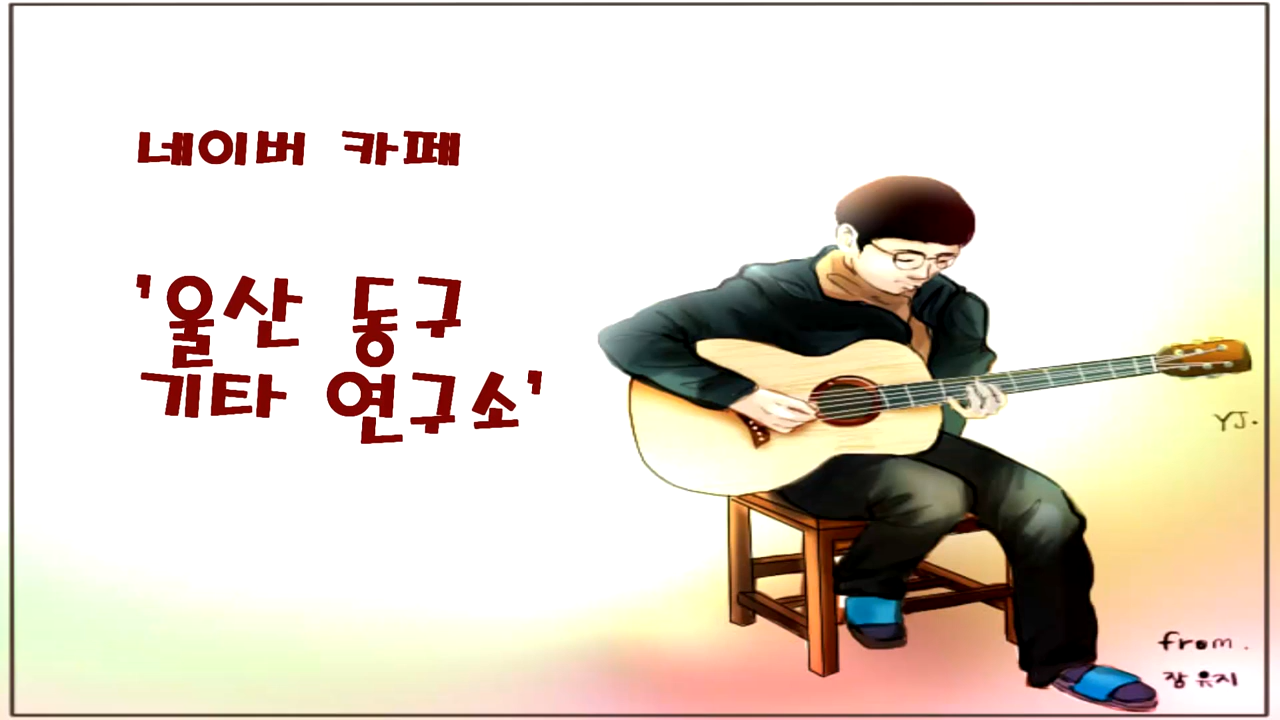 네이버 카페
'울산 동구
기타 연구소'
YJ.
from.
장유지